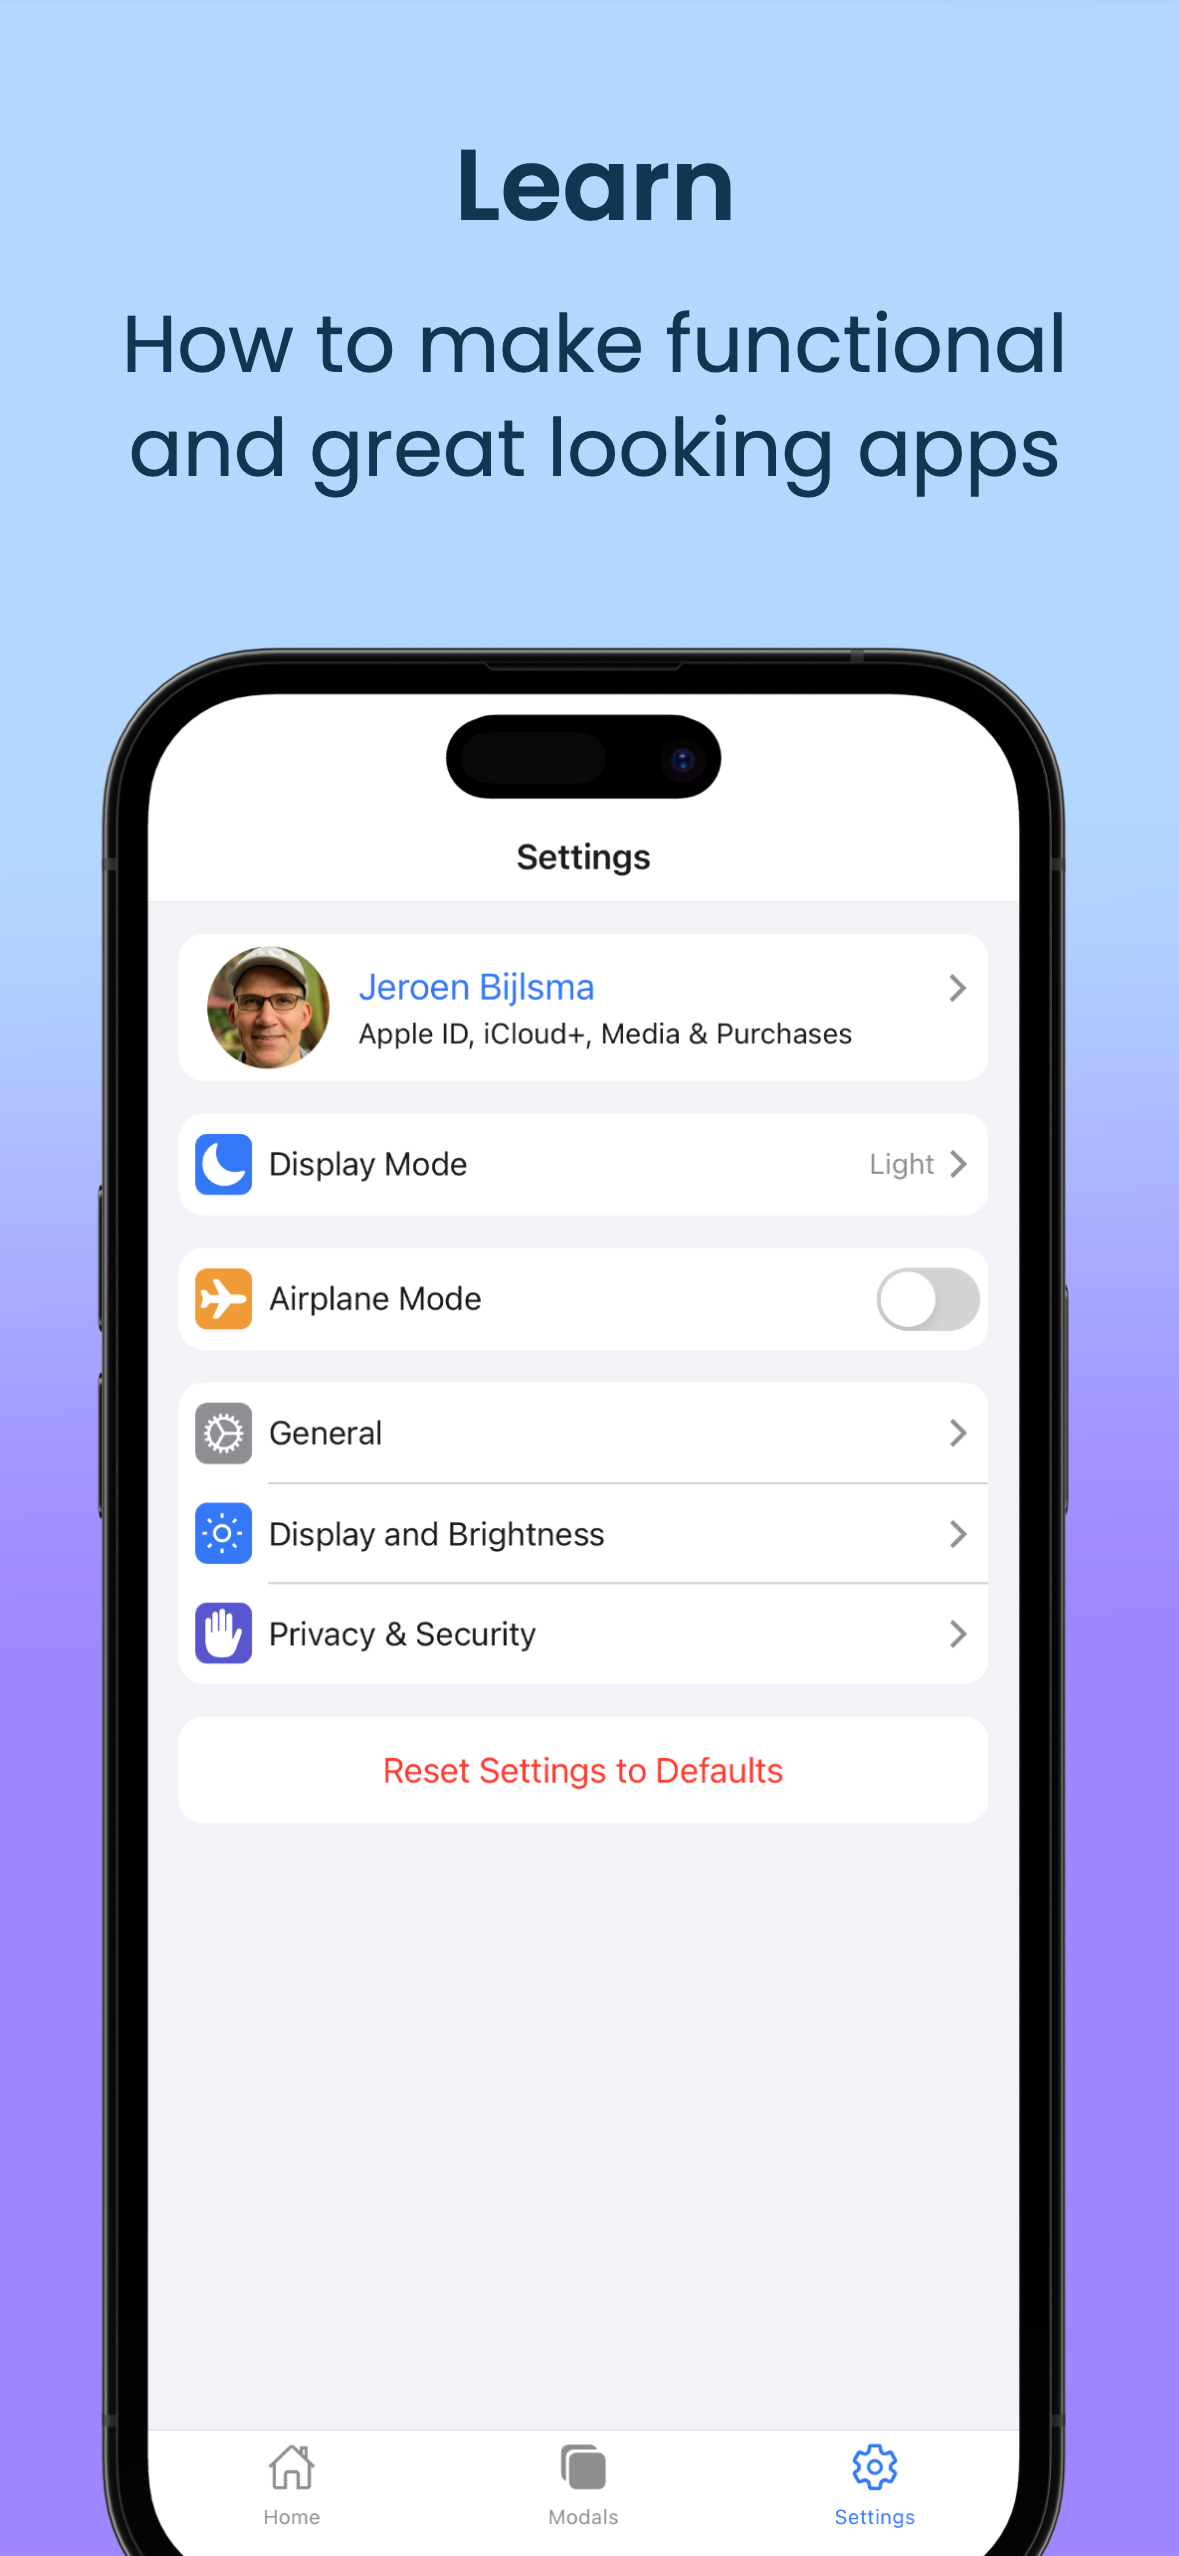 Learn
How to make functional
and great looking apps
Settings
Jeroen Bijlsma
Apple ID, iCloud+, Media & Purchases
Display Mode
Light
Airplane Mode
General
Display and Brightness
Privacy & Security
Reset Settings to Defaults
Home
Modals
Settings